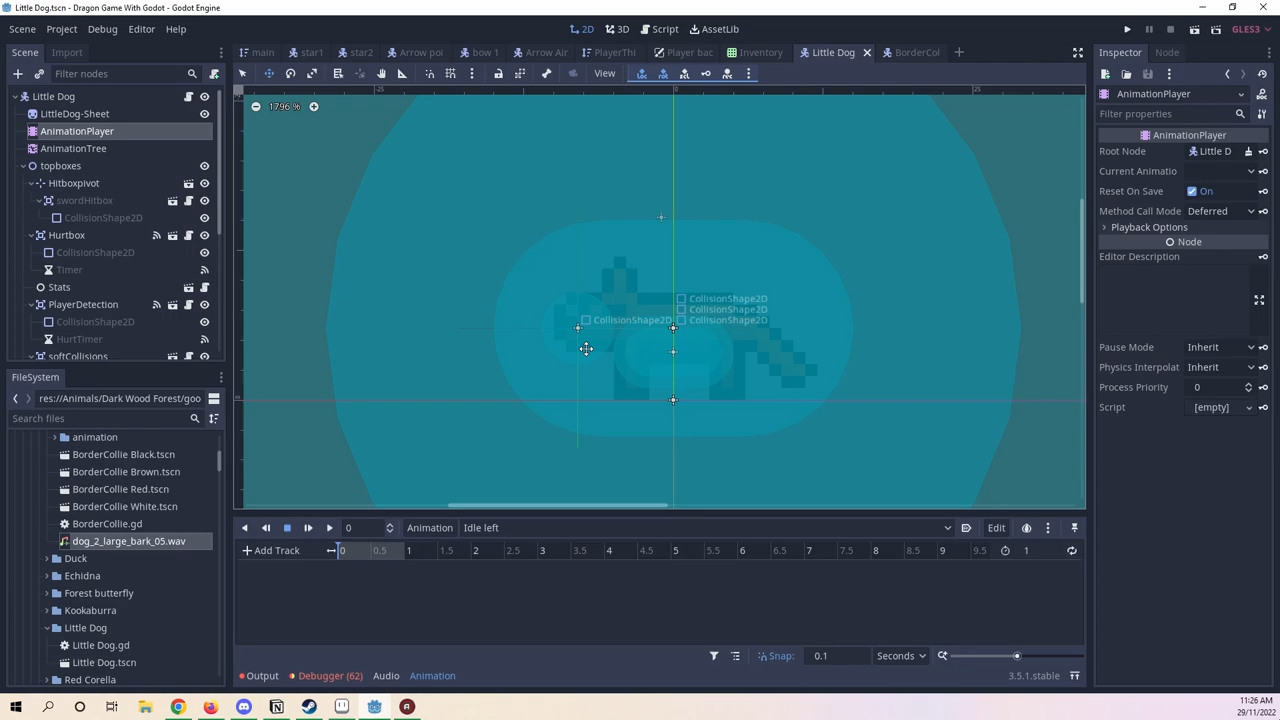 Little Dog.tscn - Dragon Game With Godot - Godot Engine
Scene Project Debug Editor Help
2D 3D Script AssetLib
GLES3
Scene Import
main star1 star2 Arrow poi bow 1 Arrow Air PlayerThi Player bac Inventory Little Dog BorderCol
Inspector Node
Filter nodes
View
Little Dog
LittleDog-Sheet
AnimationPlayer
AnimationTree
topboxes
Hitboxpivot
swordHitbox
CollisionShape2D
Hurtbox
CollisionShape2D
Timer
Stats
PlayerDetection
CollisionShape2D
HurtTimer
softCollisions
-25 0 25
1796 %
0
CollisionShape2D
CollisionShape2D
CollisionShape2D
CollisionShape2D
AnimationPlayer
Filter properties
AnimationPlayer
Root Node Little D
Current Animatio
Reset On Save On
Method Call Mode Deferred
Playback Options
Node
Editor Description
Pause Mode Inherit
Physics Interpolat Inherit
Process Priority 0
Script [empty]
FileSystem
res://Animals/Dark Wood Forest/goo
Search files
animation
BorderCollie Black.tscn
BorderCollie Brown.tscn
BorderCollie Red.tscn
BorderCollie White.tscn
BorderCollie.gd
dog_2_large_bark_05.wav
Duck
Echidna
Forest butterfly
Kookaburra
Little Dog
Little Dog.gd
Little Dog.tscn
Red Corella
0 Animation Idle left Edit
Add Track 0 0.5 1 1.5 2 2.5 3 3.5 4 4.5 5 5.5 6 6.5 7 7.5 8 8.5 9 9.5 10 1
Snap: 0.1 Seconds
Output Debugger (62) Audio Animation 3.5.1.stable
11:26 AM
29/11/2022